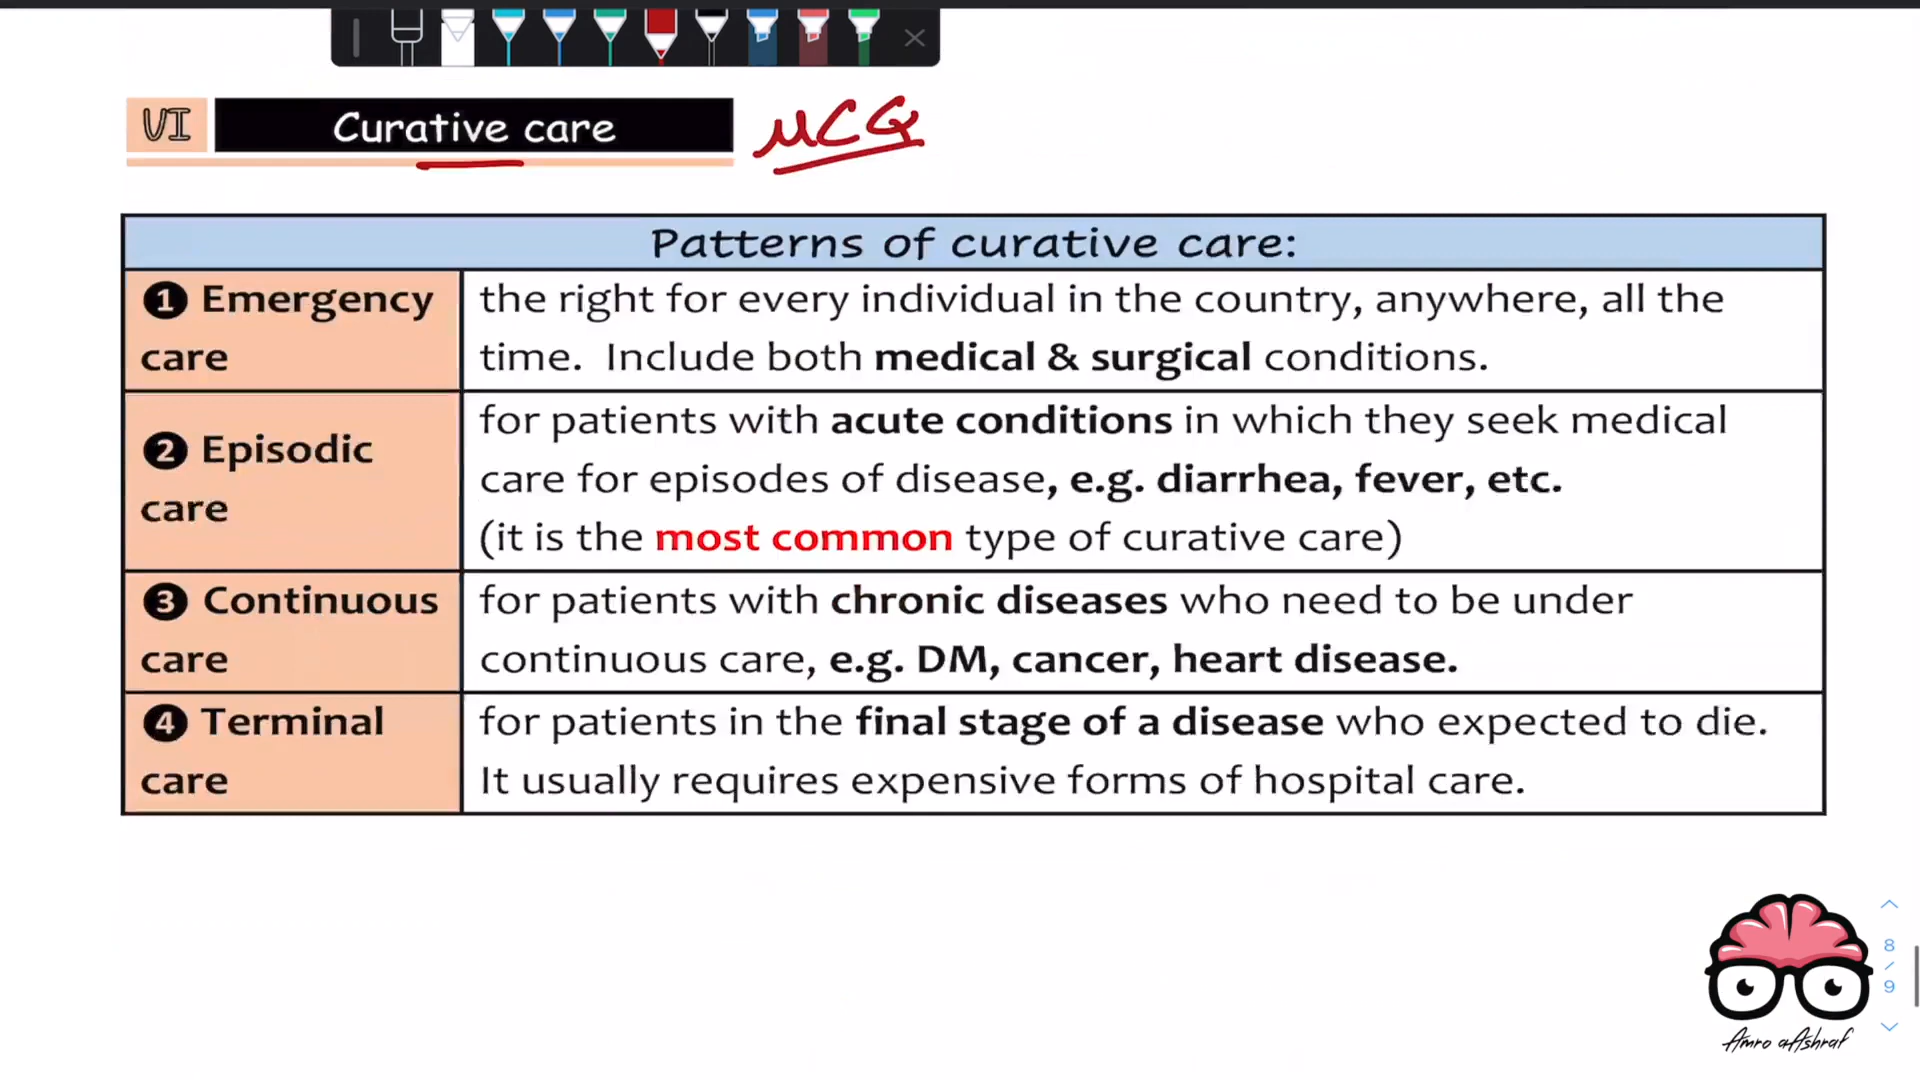 VI Curative care MCQ
Patterns of curative care:
❶ Emergency care
the right for every individual in the country, anywhere, all the
time. Include both medical & surgical conditions.
❷ Episodic care
for patients with acute conditions in which they seek medical
care for episodes of disease, e.g. diarrhea, fever, etc.
(it is the most common type of curative care)
❸ Continuous care
for patients with chronic diseases who need to be under
continuous care, e.g. DM, cancer, heart disease.
❹ Terminal care
for patients in the final stage of a disease who expected to die.
It usually requires expensive forms of hospital care.
8
/
9
Amro Ashraf